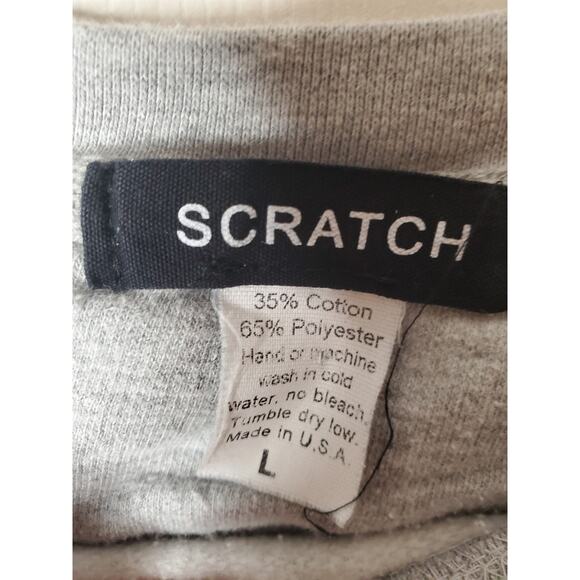 SCRATCH
35% Cotton
65% Polyester
Hand or machine
wash in cold
water, no bleach.
Tumble dry low.
Made in U.S.A.
L